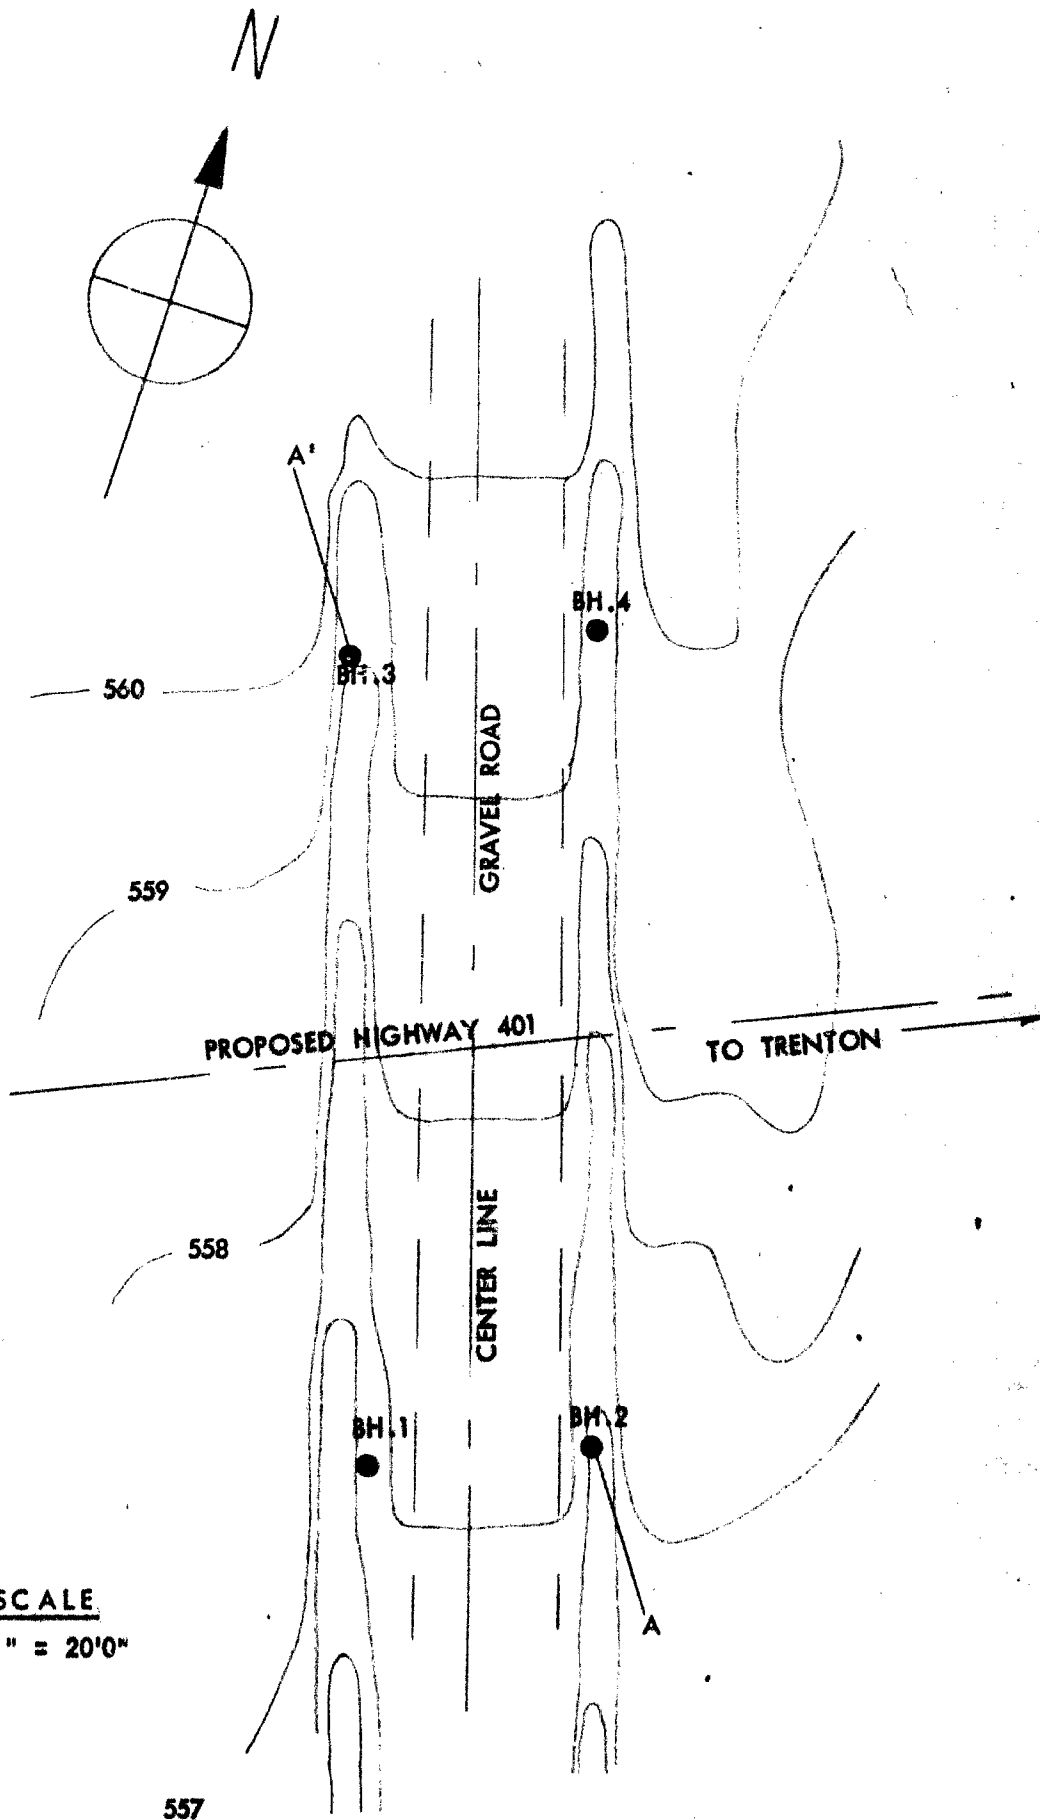 N
A'
BH.4
BH.3
560
GRAVEL ROAD
559
PROPOSED HIGHWAY 401
TO TRENTON
558
CENTER LINE
BH.1
BH.2
SCALE
" = 20'0"
A
557